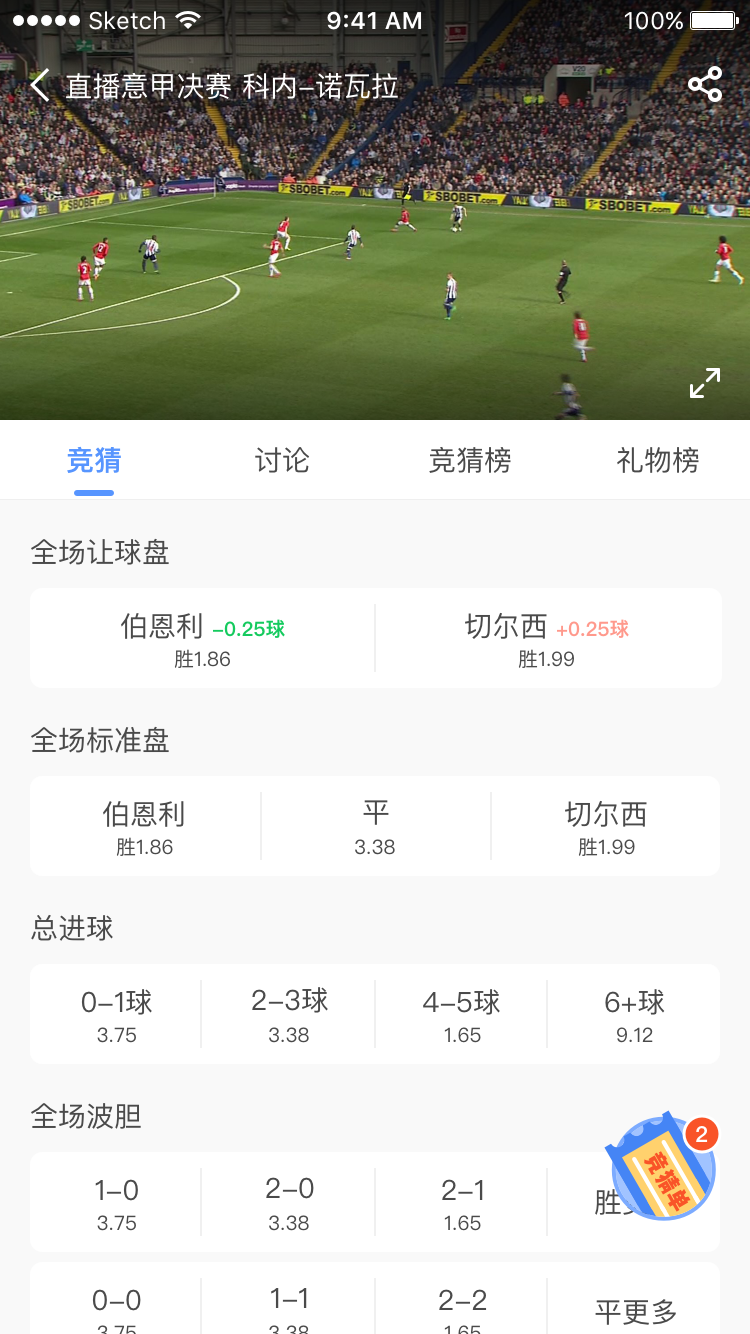 Sketch 9:41 AM 100%
直播意甲决赛 科内–诺瓦拉
SBOBET.com SBOBET.com SBOBET.com SBOBET.com
竞猜 讨论 竞猜榜 礼物榜
全场让球盘
伯恩利 –0.25球 切尔西 +0.25球
胜1.86 胜1.99
全场标准盘
伯恩利 平 切尔西
胜1.86 3.38 胜1.99
总进球
0–1球 2–3球 4–5球 6+球
3.75 3.38 1.65 9.12
全场波胆
2
竞猜单
1–0 2–0 2–1 胜
3.75 3.38 1.65
0–0 1–1 2–2 平更多
3.75 3.38 1.65